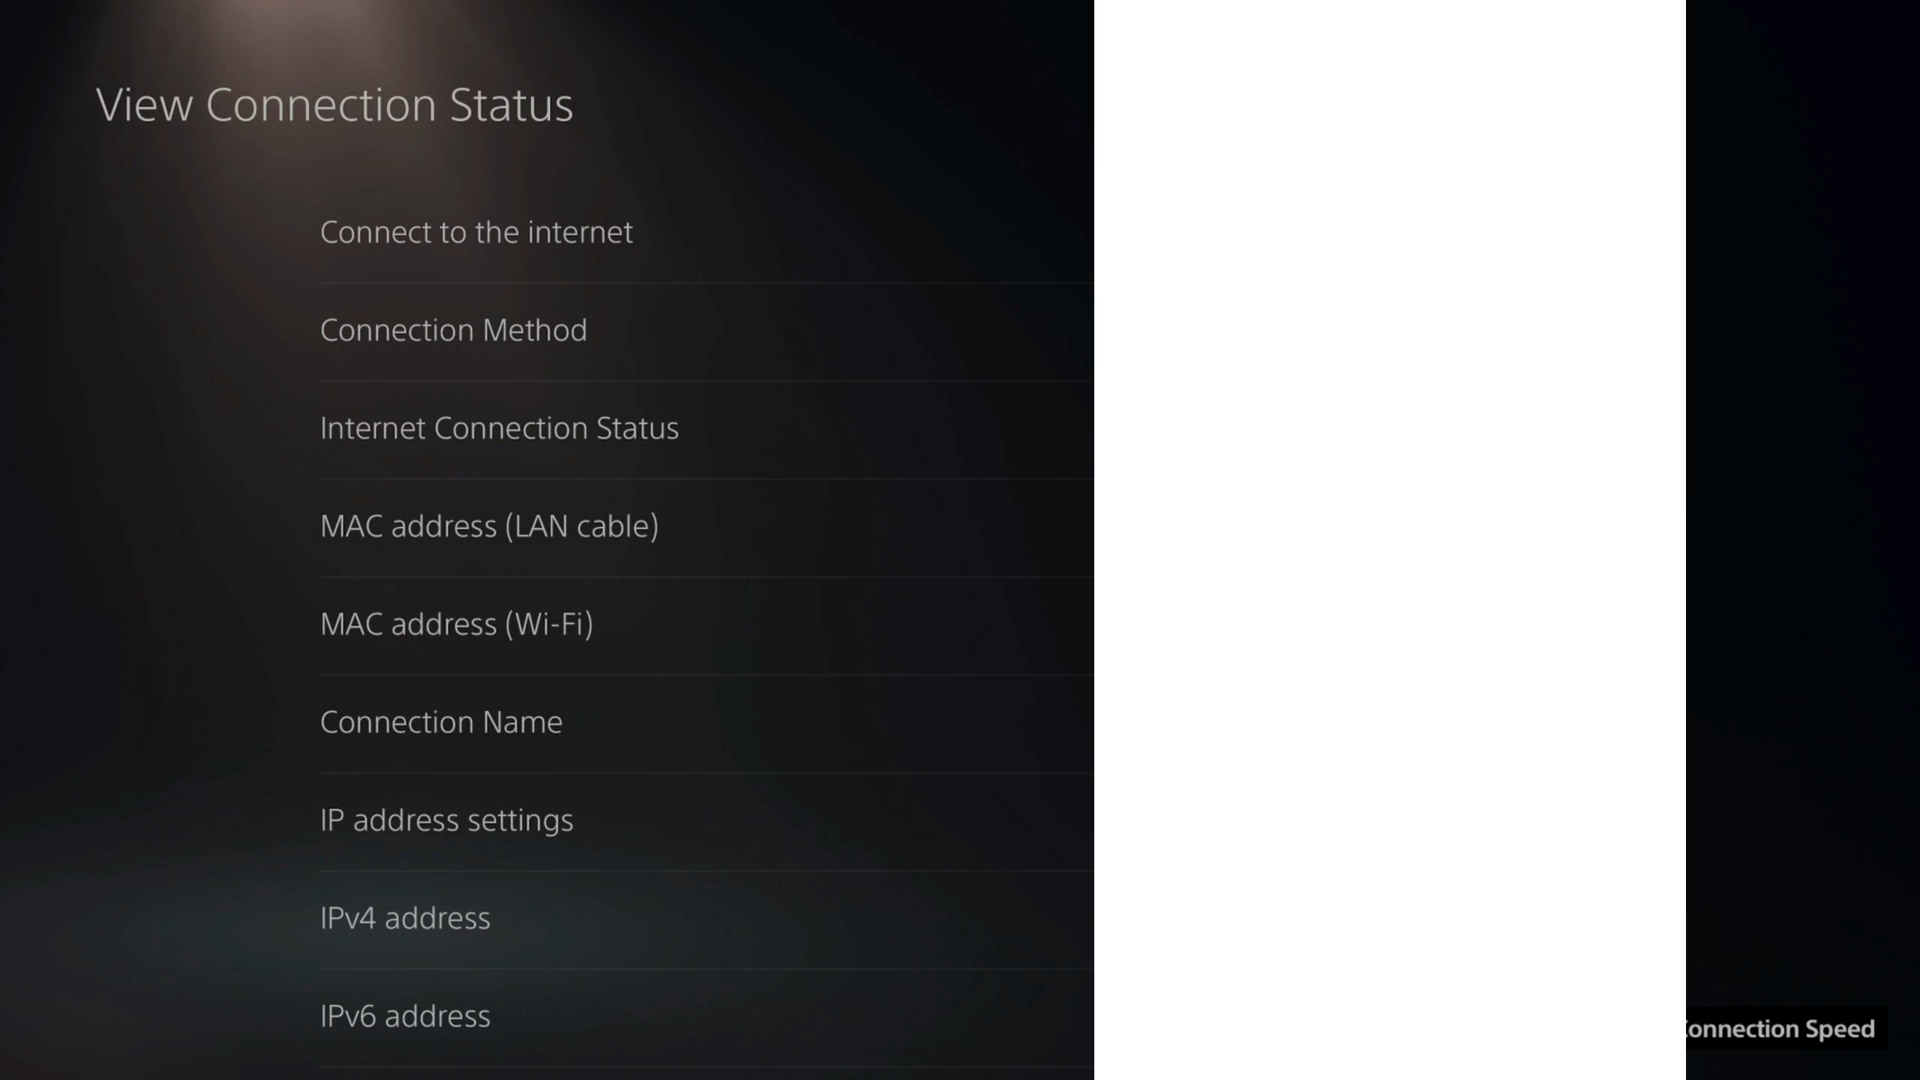 View Connection Status
Connect to the internet
Connection Method
Internet Connection Status
MAC address (LAN cable)
MAC address (Wi-Fi)
Connection Name
IP address settings
IPv4 address
IPv6 address
Speed